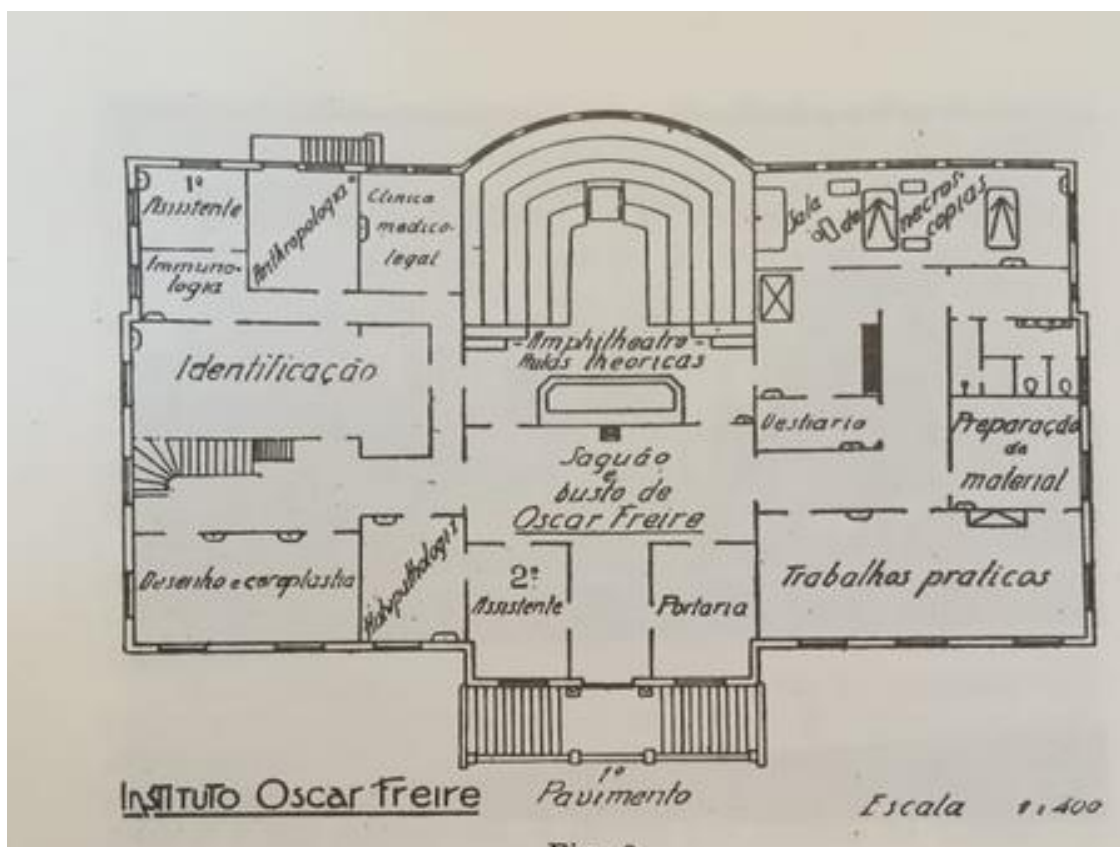 1º
Assistente
Anthropologia
Clinica
medico-
legal
Immuno-
logia
Sala de necros-
copias
Identificação
-Amphitheatro-
Aulas theoricas
Vestiario
Preparação
de
material
Saguão
e
busto de
Oscar Freire
Desenho e ceroplastia
2º
Assistente
Portaria
Trabalhos praticos
1º
Pavimento
Instituto Oscar Freire
Escala 1:400